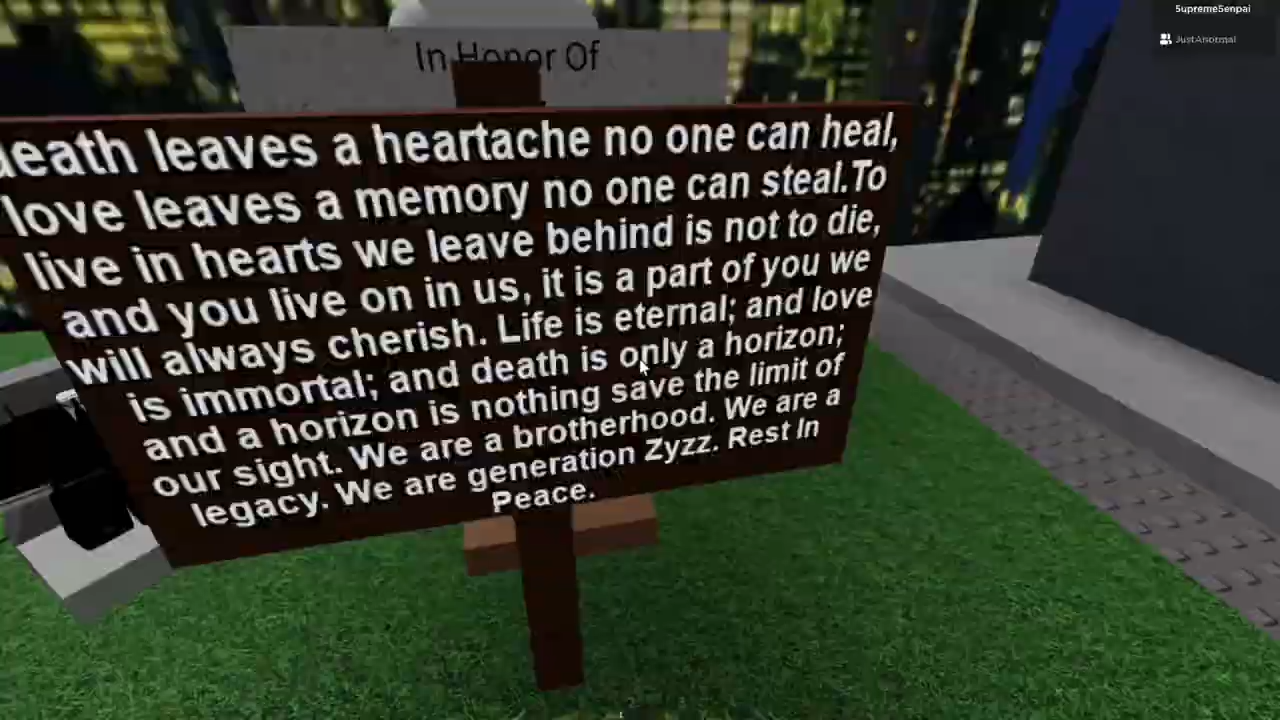 5upreme5enpai
JustAnormal
In Honor Of
death leaves a heartache no one can heal,
love leaves a memory no one can steal.To
live in hearts we leave behind is not to die,
and you live on in us, it is a part of you we
will always cherish. Life is eternal; and love
is immortal; and death is only a horizon;
and a horizon is nothing save the limit of
our sight. We are a brotherhood. We are a
legacy. We are generation Zyzz. Rest In
Peace.